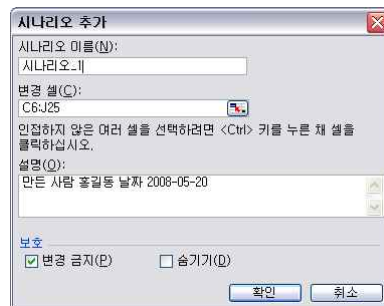 시나리오 추가
시나리오 이름(N):
시나리오_1
변경 셀(C):
C6:J25
인접하지 않은 여러 셀을 선택하려면 <Ctrl> 키를 누른 채 셀을
클릭하십시오.
설명(O):
만든 사람 홍길동 날짜 2008-05-20
보호
변경 금지(P) 숨기기(D)
확인 취소